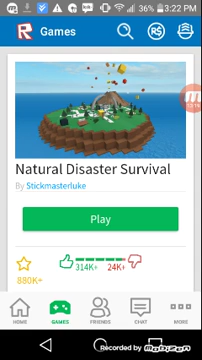 36% 3:22 PM
R Games
R$
Natural Disaster Survival
By Stickmasterluke
Play
314K+ 24K+
880K+
HOME GAMES FRIENDS CHAT MORE
Recorded by